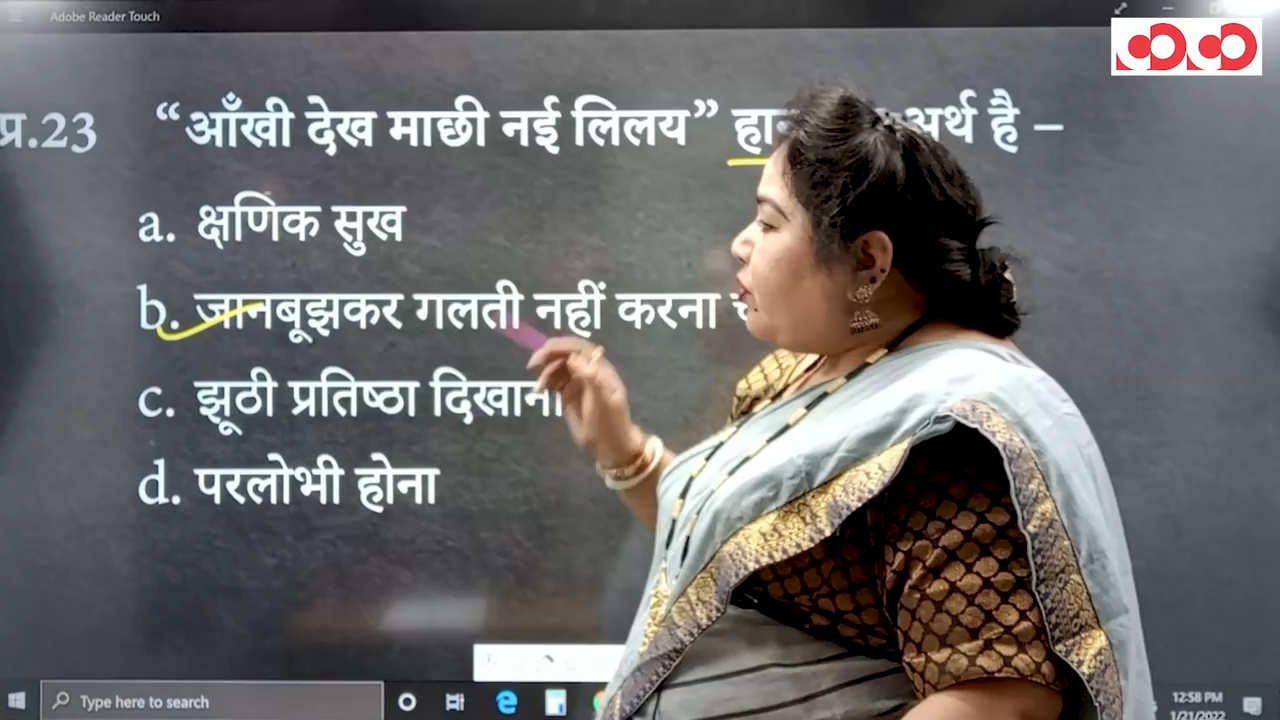 Adobe Reader Touch
प्र.23 “आँखी देख माछी नई लिलय” अर्थ है –
a. क्षणिक सुख
b. जानबूझकर गलती नहीं करना
c. झूठी प्रतिष्ठा दिखाना
d. परलोभी होना
Type here to search
12:58 PM
1/21/2022